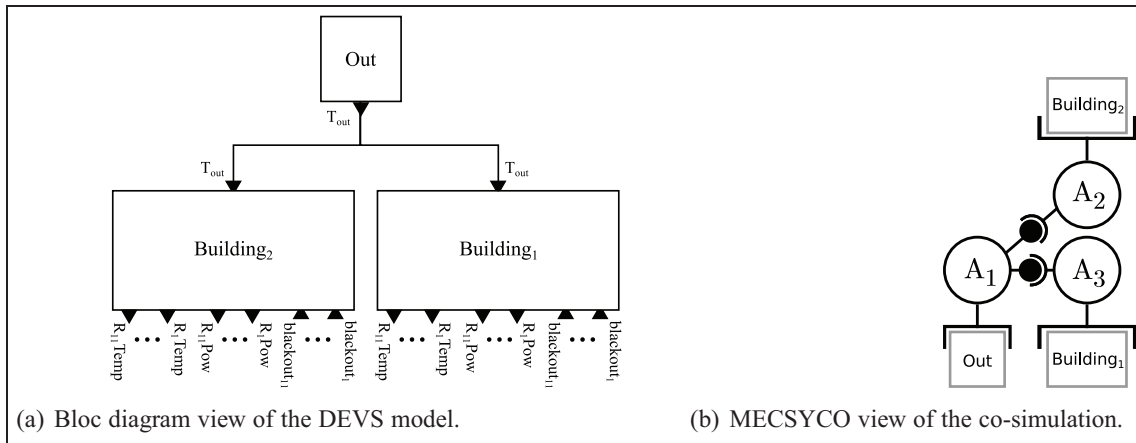 Out
T_out
T_out
T_out
Building_2
Building_1
R_11Temp ••• R_1Temp R_11Pow ••• R_1Pow blackout_11 ••• blackout_1
R_11Temp ••• R_1Temp R_11Pow ••• R_1Pow blackout_11 ••• blackout_1
(a) Bloc diagram view of the DEVS model.
Building_2
A_2
A_1
A_3
Out
Building_1
(b) MECSYCO view of the co-simulation.